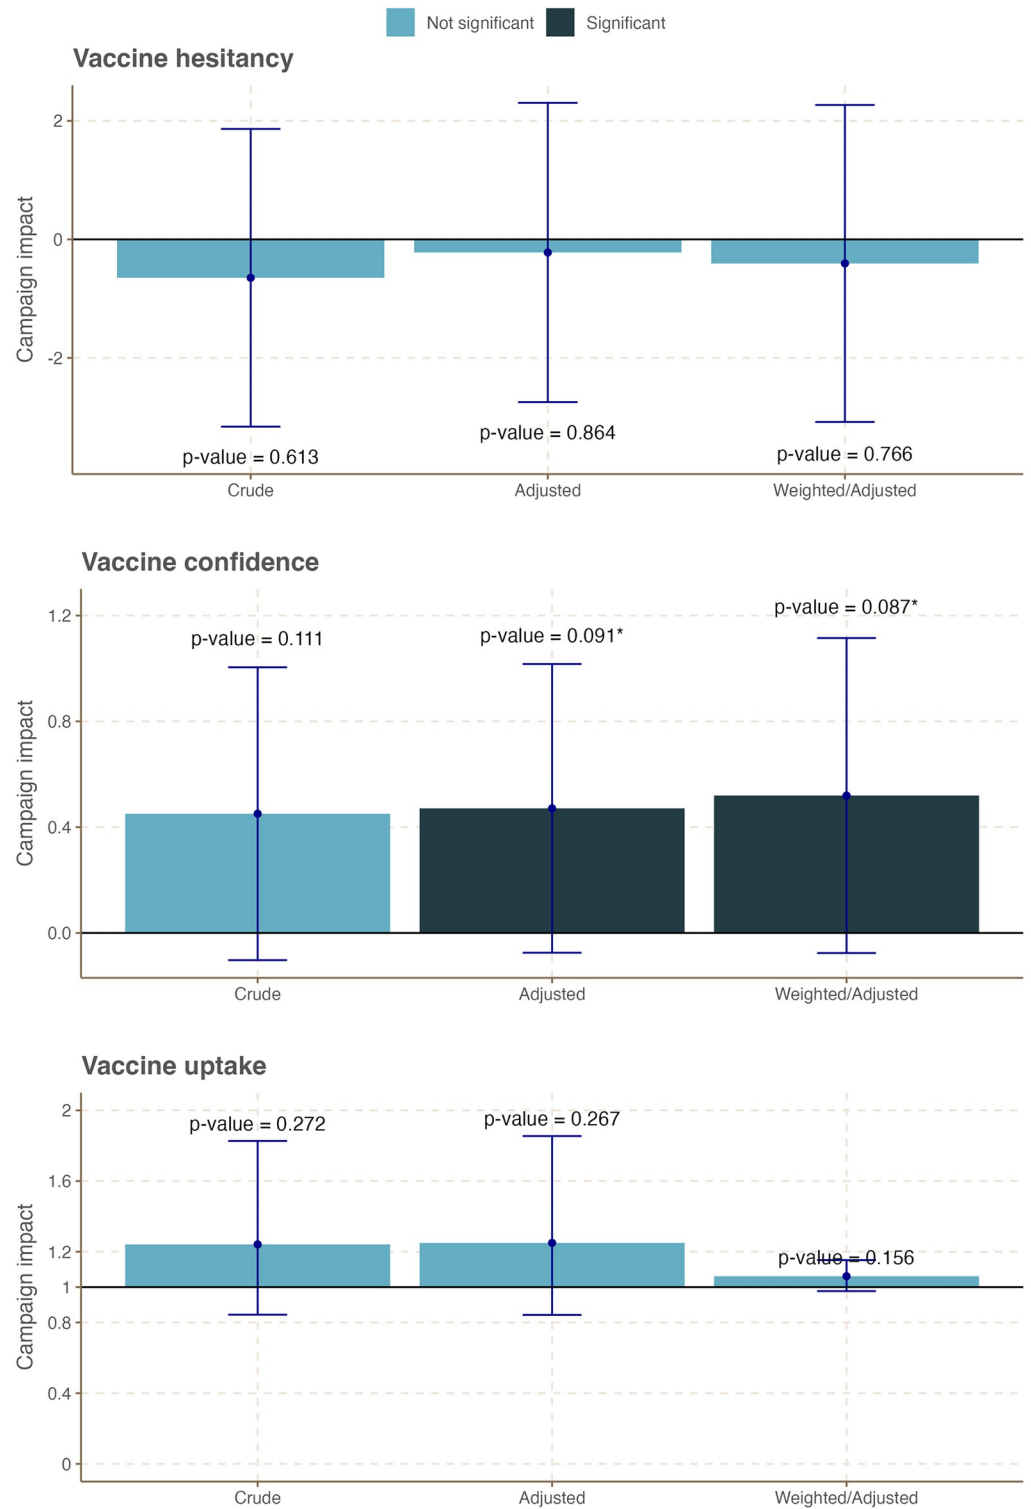 Not significant Significant
Vaccine hesitancy
Campaign impact
2
0
-2
p-value = 0.613 p-value = 0.864 p-value = 0.766
Crude Adjusted Weighted/Adjusted
Vaccine confidence
Campaign impact
1.2
0.8
0.4
0.0
p-value = 0.111 p-value = 0.091* p-value = 0.087*
Crude Adjusted Weighted/Adjusted
Vaccine uptake
Campaign impact
2
1.6
1.2
1
0.8
0.4
0
p-value = 0.272 p-value = 0.267 p-value = 0.156
Crude Adjusted Weighted/Adjusted